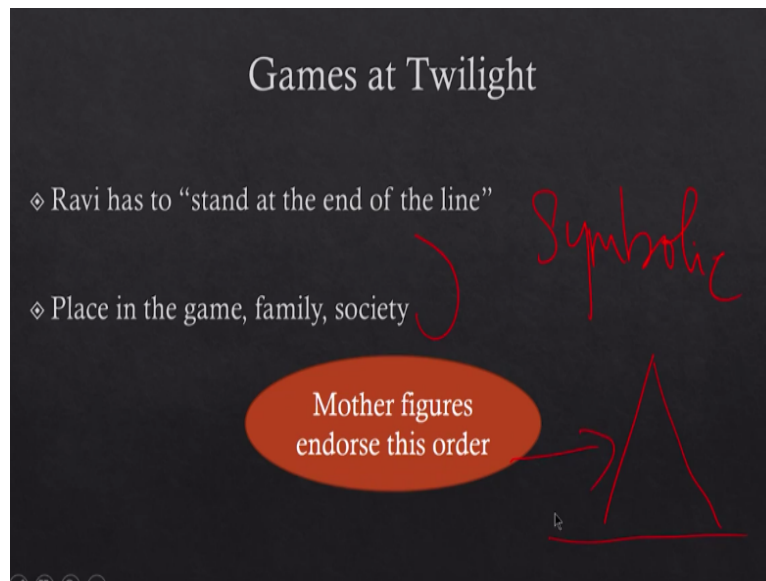 Games at Twilight
Ravi has to “stand at the end of the line”
Symbolic
Place in the game, family, society
Mother figures
endorse this order